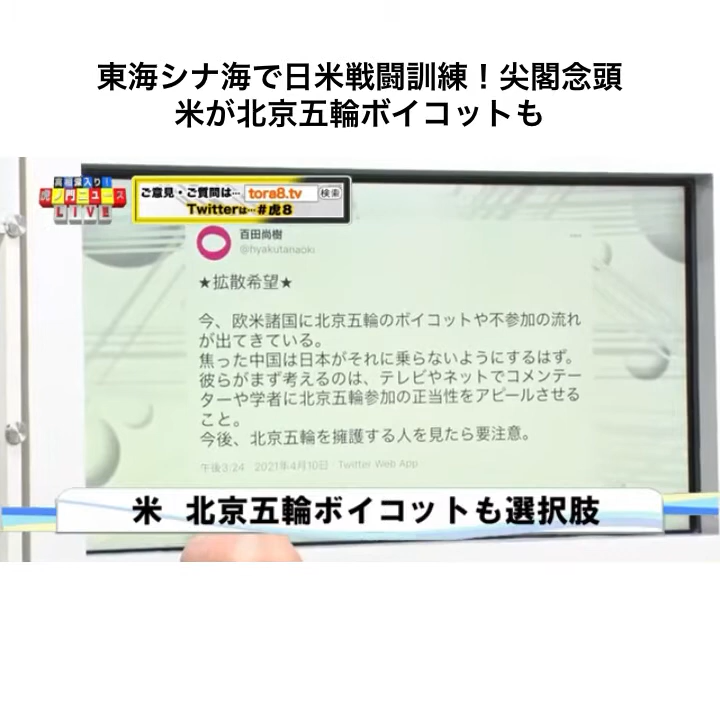 東海シナ海で日米戦闘訓練！尖閣念頭
米が北京五輪ボイコットも
真相深入り！
虎ノ門ニュース
LIVE
ご意見・ご質問は… tora8.tv 検索
Twitterは…#虎8
百田尚樹
@hyakutanaoki
★拡散希望★
今、欧米諸国に北京五輪のボイコットや不参加の流れ
が出てきている。
焦った中国は日本がそれに乗らないようにするはず。
彼らがまず考えるのは、テレビやネットでコメンテー
ターや学者に北京五輪参加の正当性をアピールさせる
こと。
今後、北京五輪を擁護する人を見たら要注意。
午後3:24 · 2021年4月10日 · Twitter Web App
米 北京五輪ボイコットも選択肢